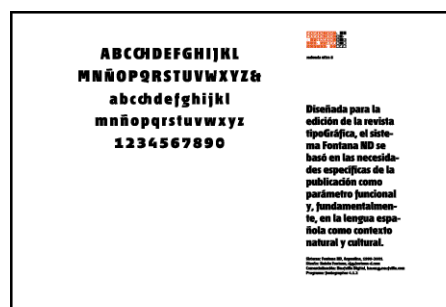 ABCCHDEFGHIJKL
MNÑOPQRSTUVWXYZ&
abcchdefghijkl
mnñopqrstuvwxyz
1234567890
Diseñada para la
edición de la revista
tipoGráfica, el siste-
ma Fontana ND se
basó en las necesida-
des específicas de la
publicación como
parámetro funcional
y, fundamentalmen-
te, en la lengua espa-
ñola como contexto
natural y cultural.